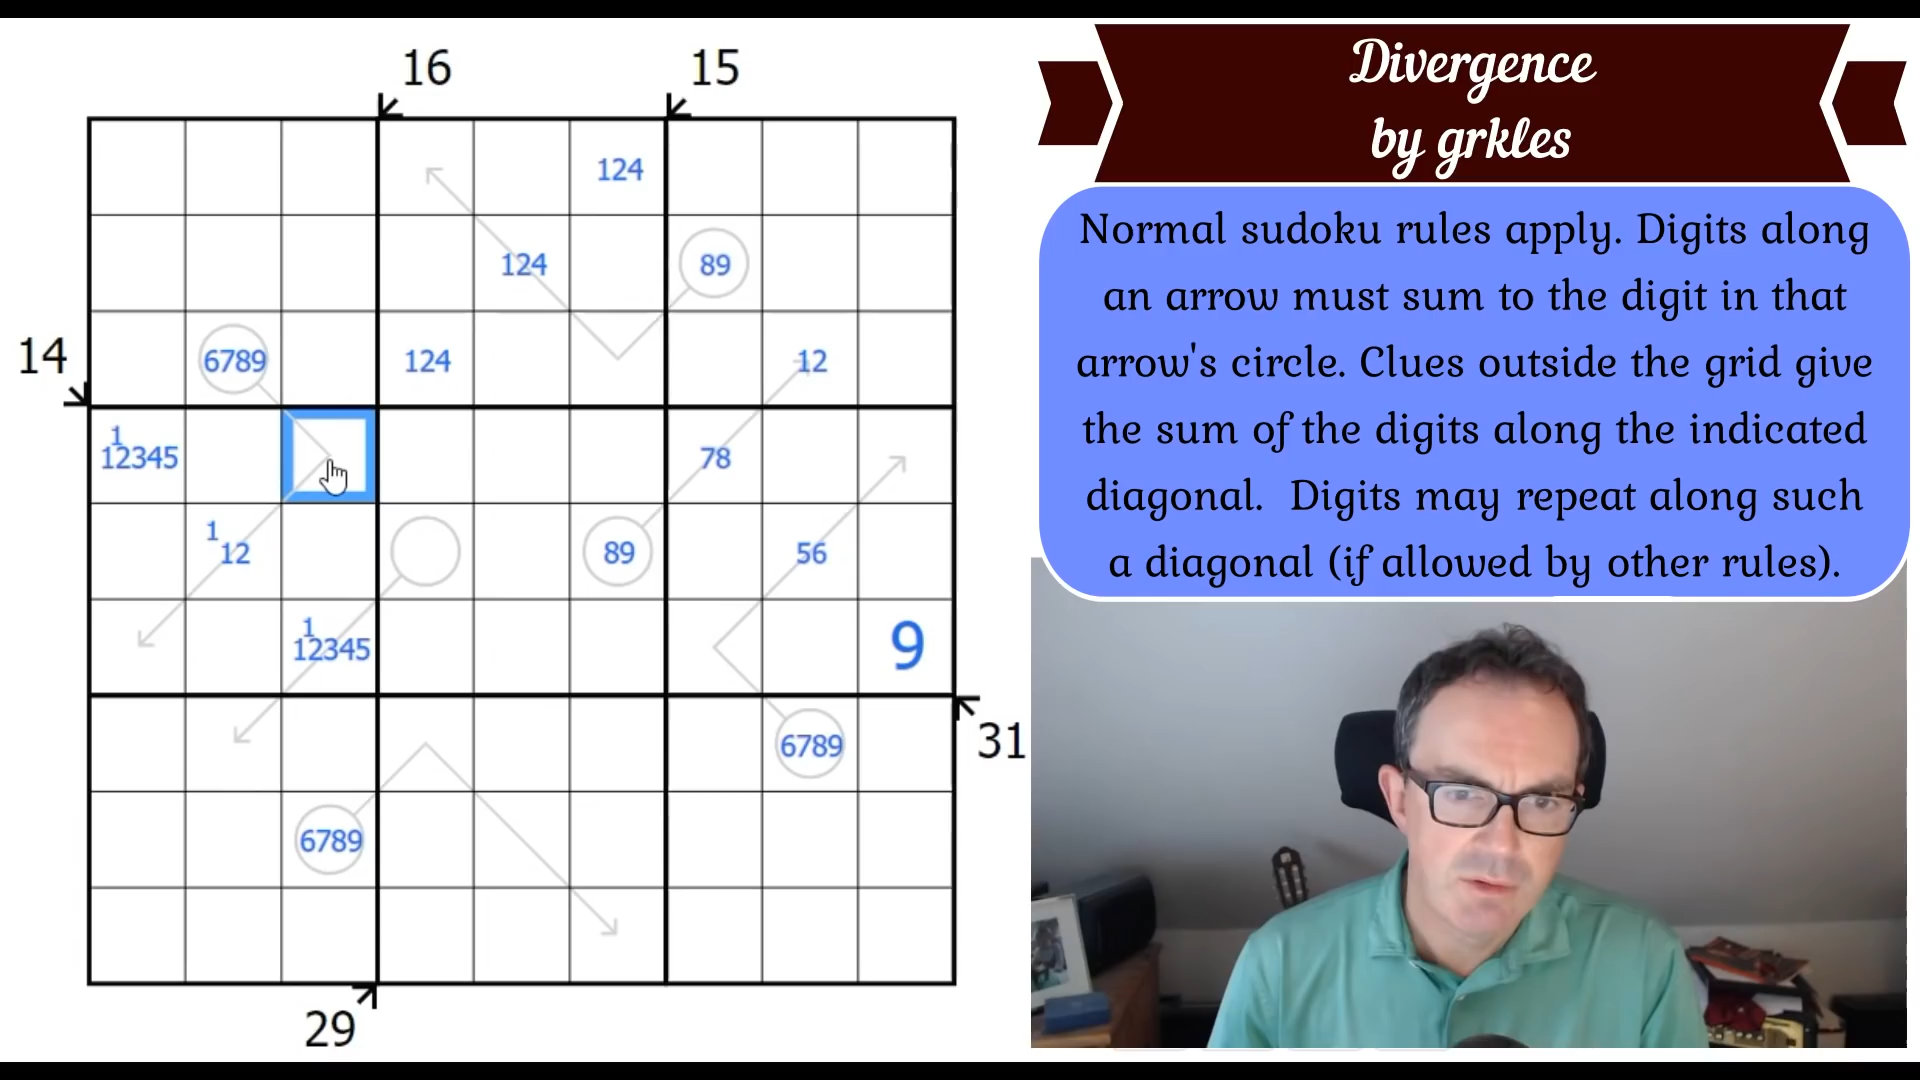 16
15
Divergence
by grkles
124
124
89
14
6789
124
12
1
12345
78
1
12
89
56
1
12345
9
6789
31
6789
29
Normal sudoku rules apply. Digits along
an arrow must sum to the digit in that
arrow's circle. Clues outside the grid give
the sum of the digits along the indicated
diagonal. Digits may repeat along such
a diagonal (if allowed by other rules).